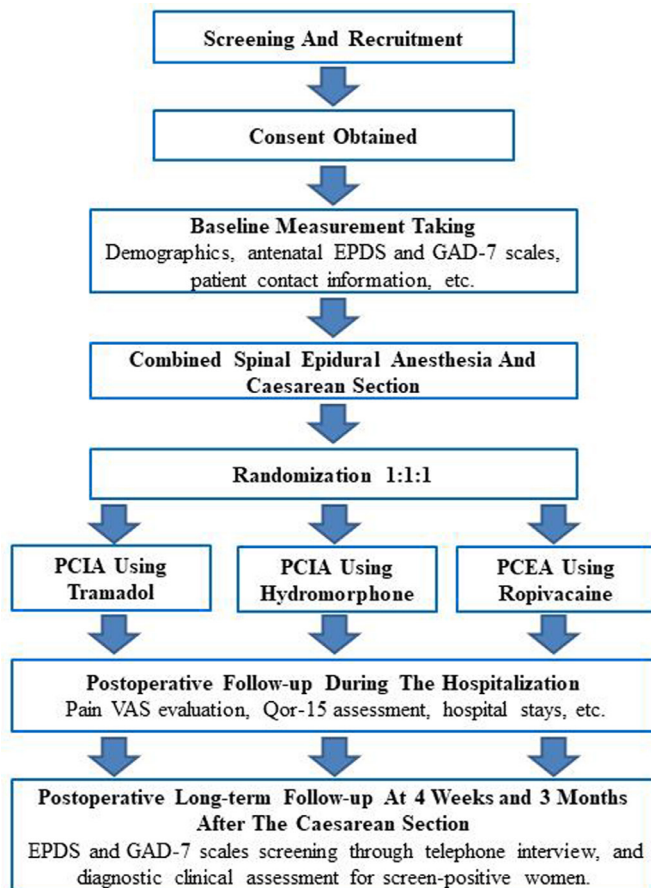 Screening And Recruitment
Consent Obtained
Baseline Measurement Taking
Demographics, antenatal EPDS and GAD-7 scales,
patient contact information, etc.
Combined Spinal Epidural Anesthesia And
Caesarean Section
Randomization 1:1:1
PCIA Using
Tramadol
PCIA Using
Hydromorphone
PCEA Using
Ropivacaine
Postoperative Follow-up During The Hospitalization
Pain VAS evaluation, Qor-15 assessment, hospital stays, etc.
Postoperative Long-term Follow-up At 4 Weeks and 3 Months
After The Caesarean Section
EPDS and GAD-7 scales screening through telephone interview, and
diagnostic clinical assessment for screen-positive women.